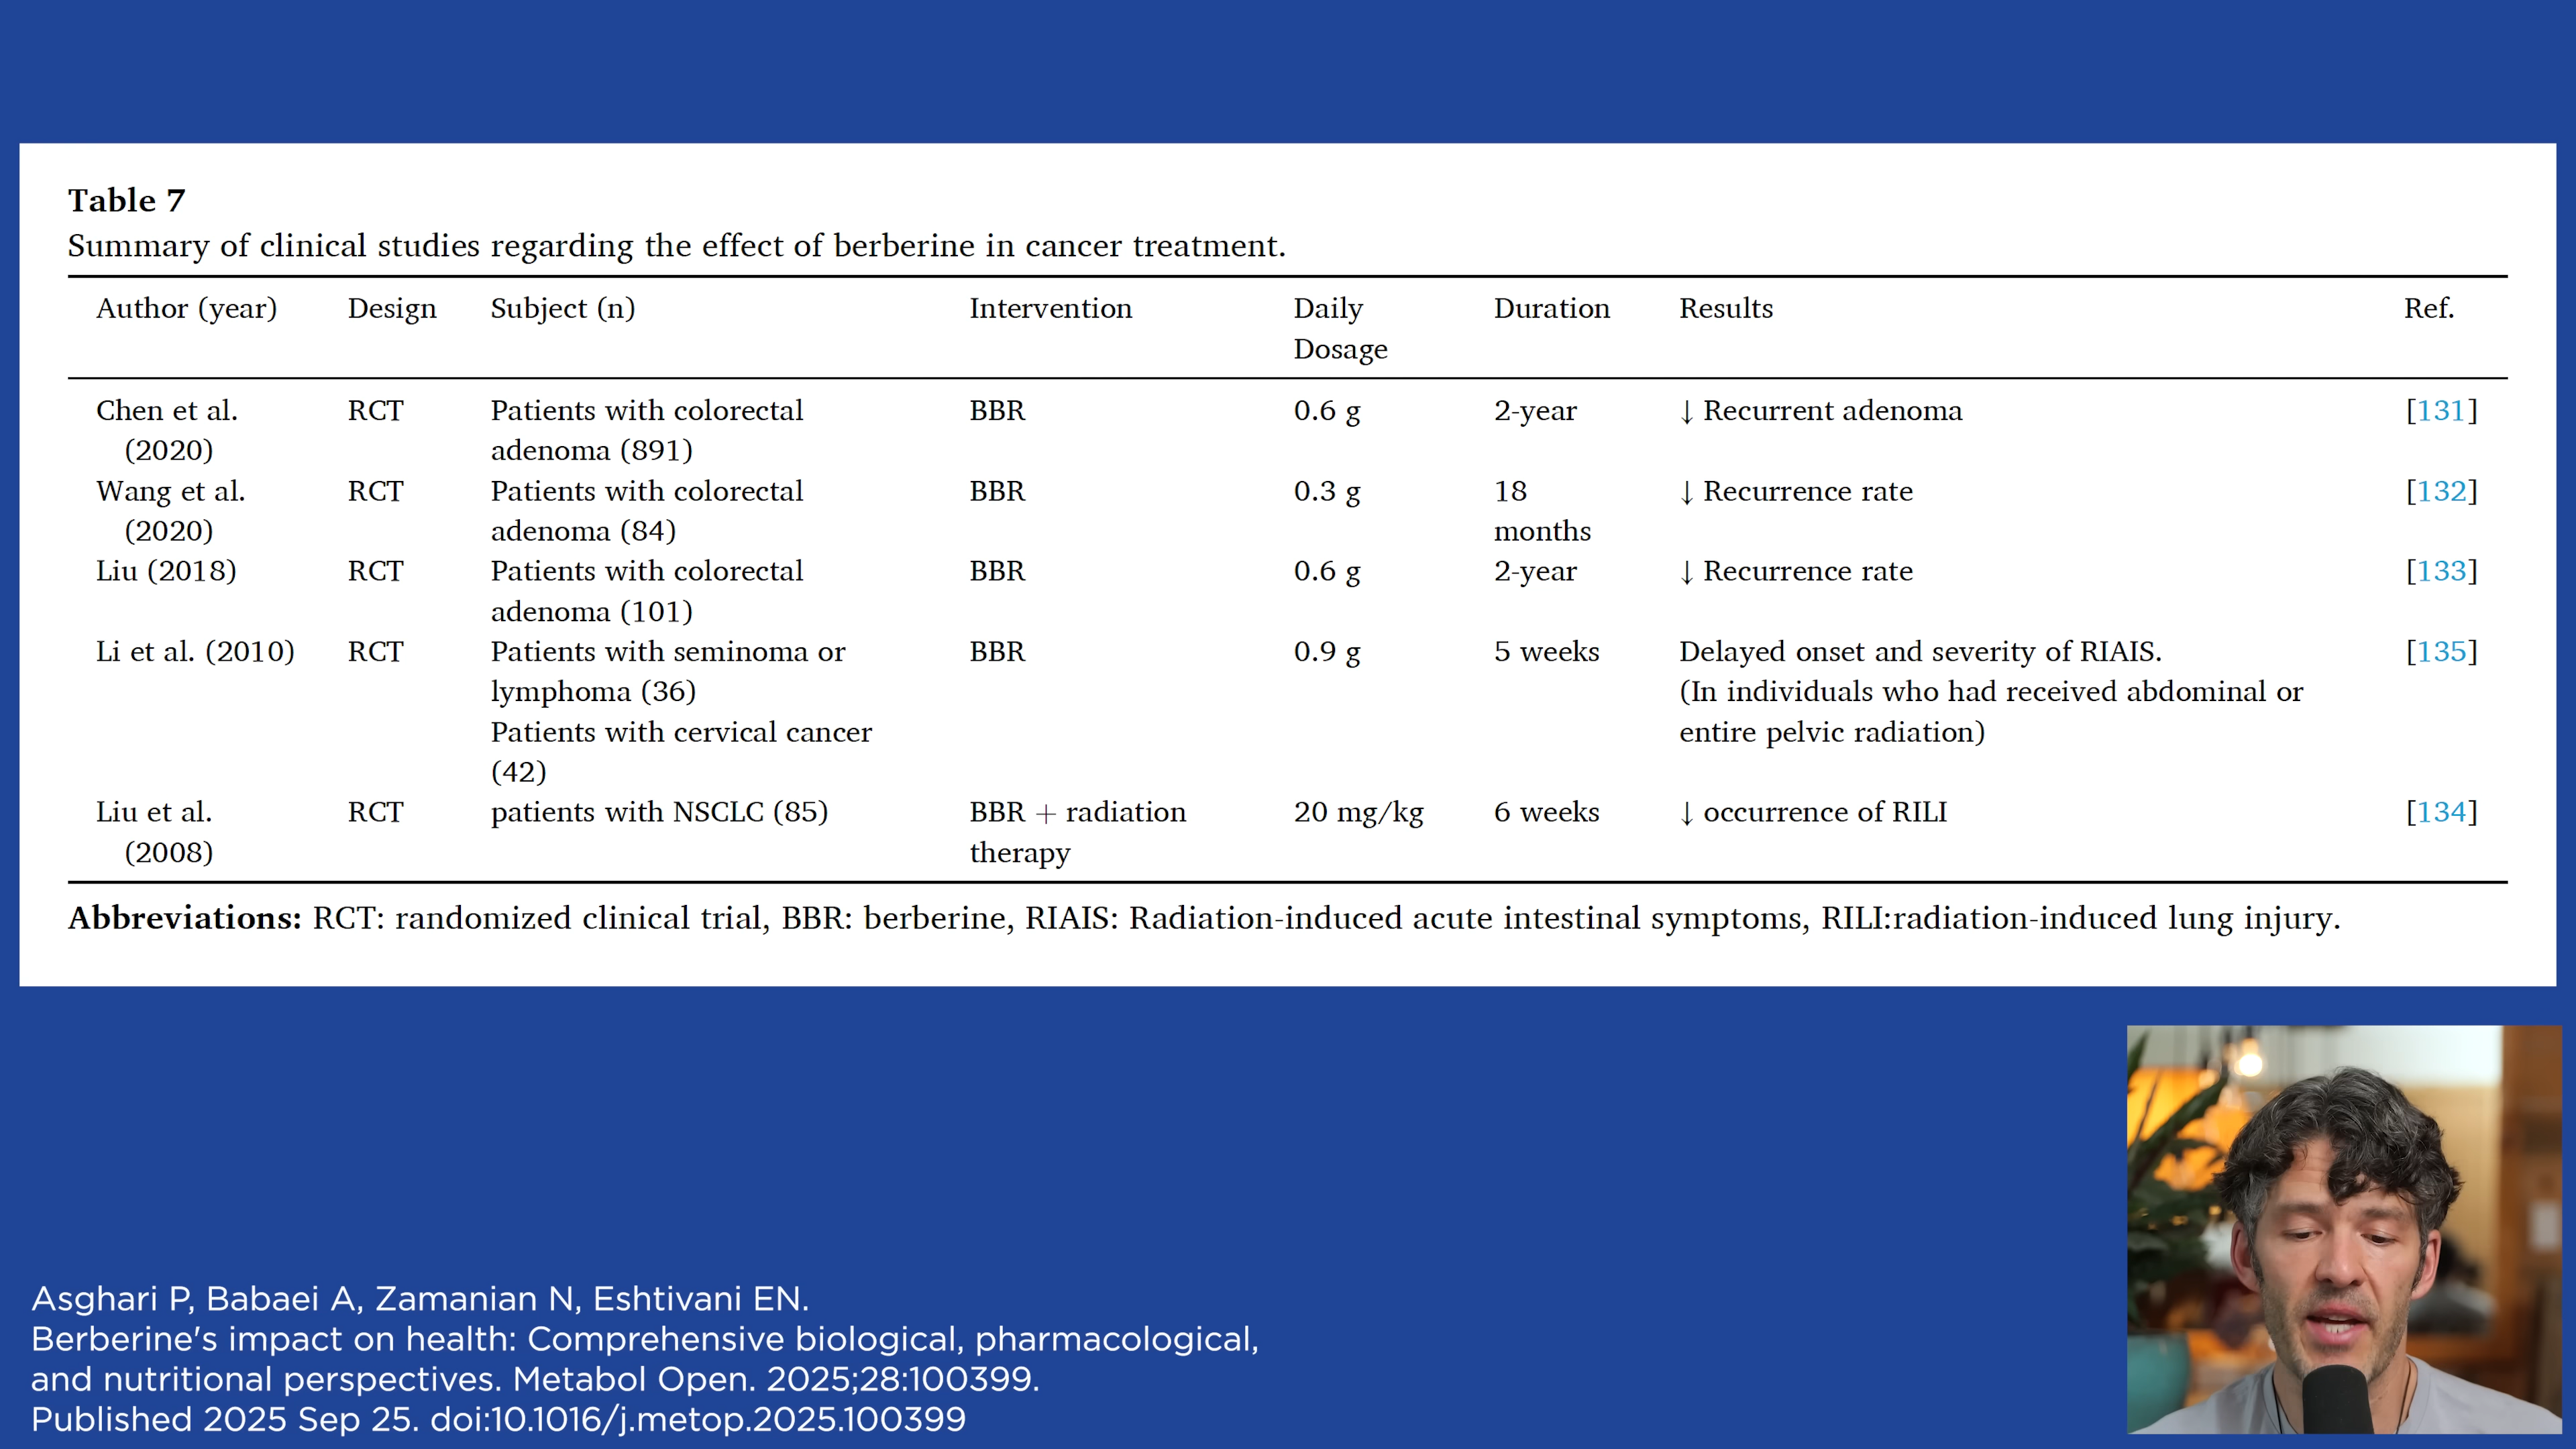 Table 7
Summary of clinical studies regarding the effect of berberine in cancer treatment.
Author (year) Design Subject (n) Intervention Daily Dosage Duration Results Ref.
Chen et al. (2020) RCT Patients with colorectal adenoma (891) BBR 0.6 g 2-year ↓ Recurrent adenoma [131]
Wang et al. (2020) RCT Patients with colorectal adenoma (84) BBR 0.3 g 18 months ↓ Recurrence rate [132]
Liu (2018) RCT Patients with colorectal adenoma (101) BBR 0.6 g 2-year ↓ Recurrence rate [133]
Li et al. (2010) RCT Patients with seminoma or lymphoma (36) Patients with cervical cancer (42) BBR 0.9 g 5 weeks Delayed onset and severity of RIAIS. (In individuals who had received abdominal or entire pelvic radiation) [135]
Liu et al. (2008) RCT patients with NSCLC (85) BBR + radiation therapy 20 mg/kg 6 weeks ↓ occurrence of RILI [134]
Abbreviations: RCT: randomized clinical trial, BBR: berberine, RIAIS: Radiation-induced acute intestinal symptoms, RILI:radiation-induced lung injury.
Asghari P, Babaei A, Zamanian N, Eshtivani EN.
Berberine's impact on health: Comprehensive biological, pharmacological,
and nutritional perspectives. Metabol Open. 2025;28:100399.
Published 2025 Sep 25. doi:10.1016/j.metop.2025.100399